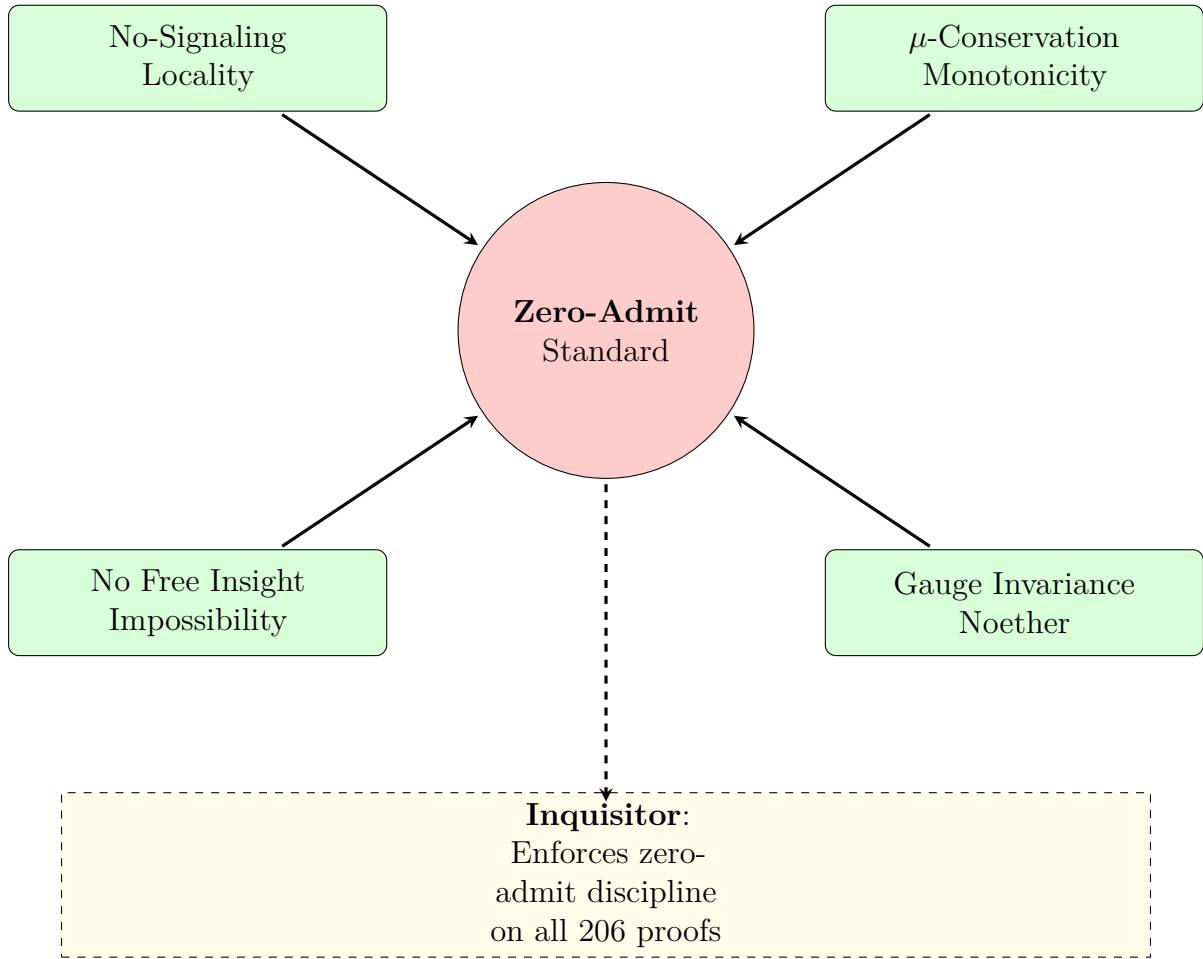 No-Signaling
Locality
μ-Conservation
Monotonicity
Zero-Admit
Standard
No Free Insight
Impossibility
Gauge Invariance
Noether
Inquisitor:
Enforces zero-
admit discipline
on all 206 proofs